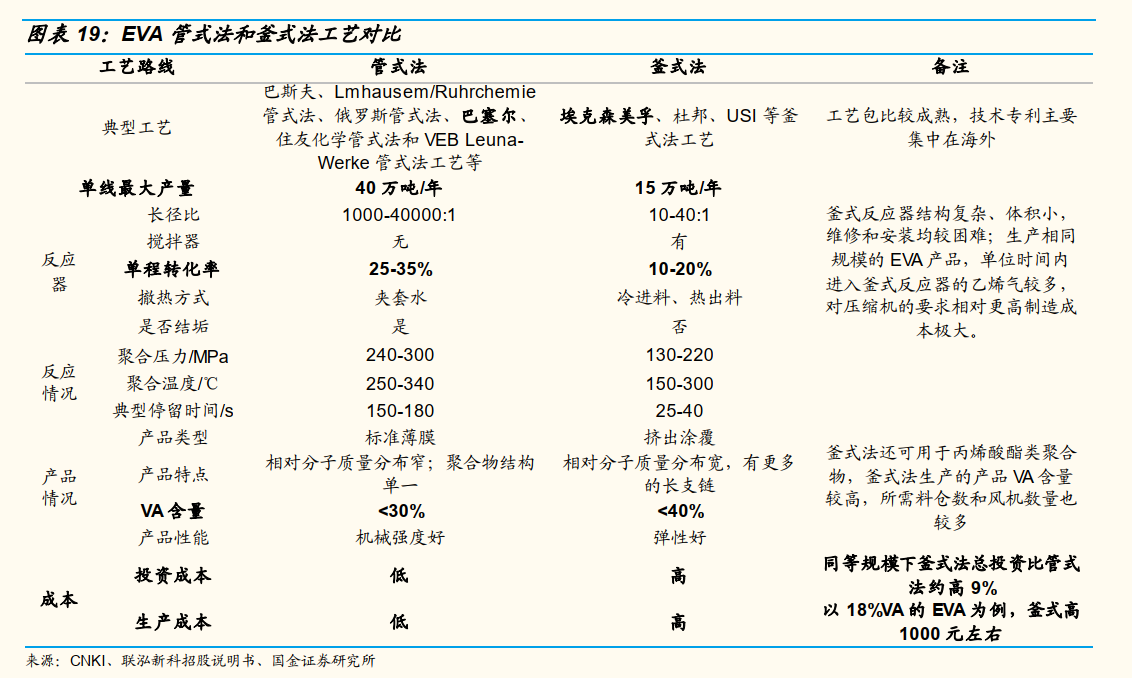 图表 19：EVA 管式法和釜式法工艺对比
工艺路线 管式法 釜式法 备注
典型工艺
巴斯夫、Lmhausem/Ruhrchemie
管式法、俄罗斯管式法、巴塞尔、
住友化学管式法和 VEB Leuna-
Werke 管式法工艺等
埃克森美孚、杜邦、USI 等釜
式法工艺
工艺包比较成熟，技术专利主要
集中在海外
单线最大产量 40 万吨/年 15 万吨/年
反应
器
长径比 1000-40000:1 10-40:1
搅拌器 无 有
单程转化率 25-35% 10-20%
撤热方式 夹套水 冷进料、热出料
是否结垢 是 否
釜式反应器结构复杂、体积小，
维修和安装均较困难；生产相同
规模的 EVA 产品，单位时间内
进入釜式反应器的乙烯气较多，
对压缩机的要求相对更高制造成
本极大。
反应
情况
聚合压力/MPa 240-300 130-220
聚合温度/℃ 250-340 150-300
典型停留时间/s 150-180 25-40
产品
情况
产品类型 标准薄膜 挤出涂覆
产品特点
相对分子质量分布窄；聚合物结构
单一
相对分子质量分布宽，有更多
的长支链
VA 含量 <30% <40%
产品性能 机械强度好 弹性好
釜式法还可用于丙烯酸酯类聚合
物，釜式法生产的产品 VA 含量
较高，所需料仓数和风机数量也
较多
成本
投资成本 低 高
同等规模下釜式法总投资比管式
法约高 9%
生产成本 低 高
以 18%VA 的 EVA 为例，釜式高
1000 元左右
来源：CNKI、联泓新科招股说明书、国金证券研究所